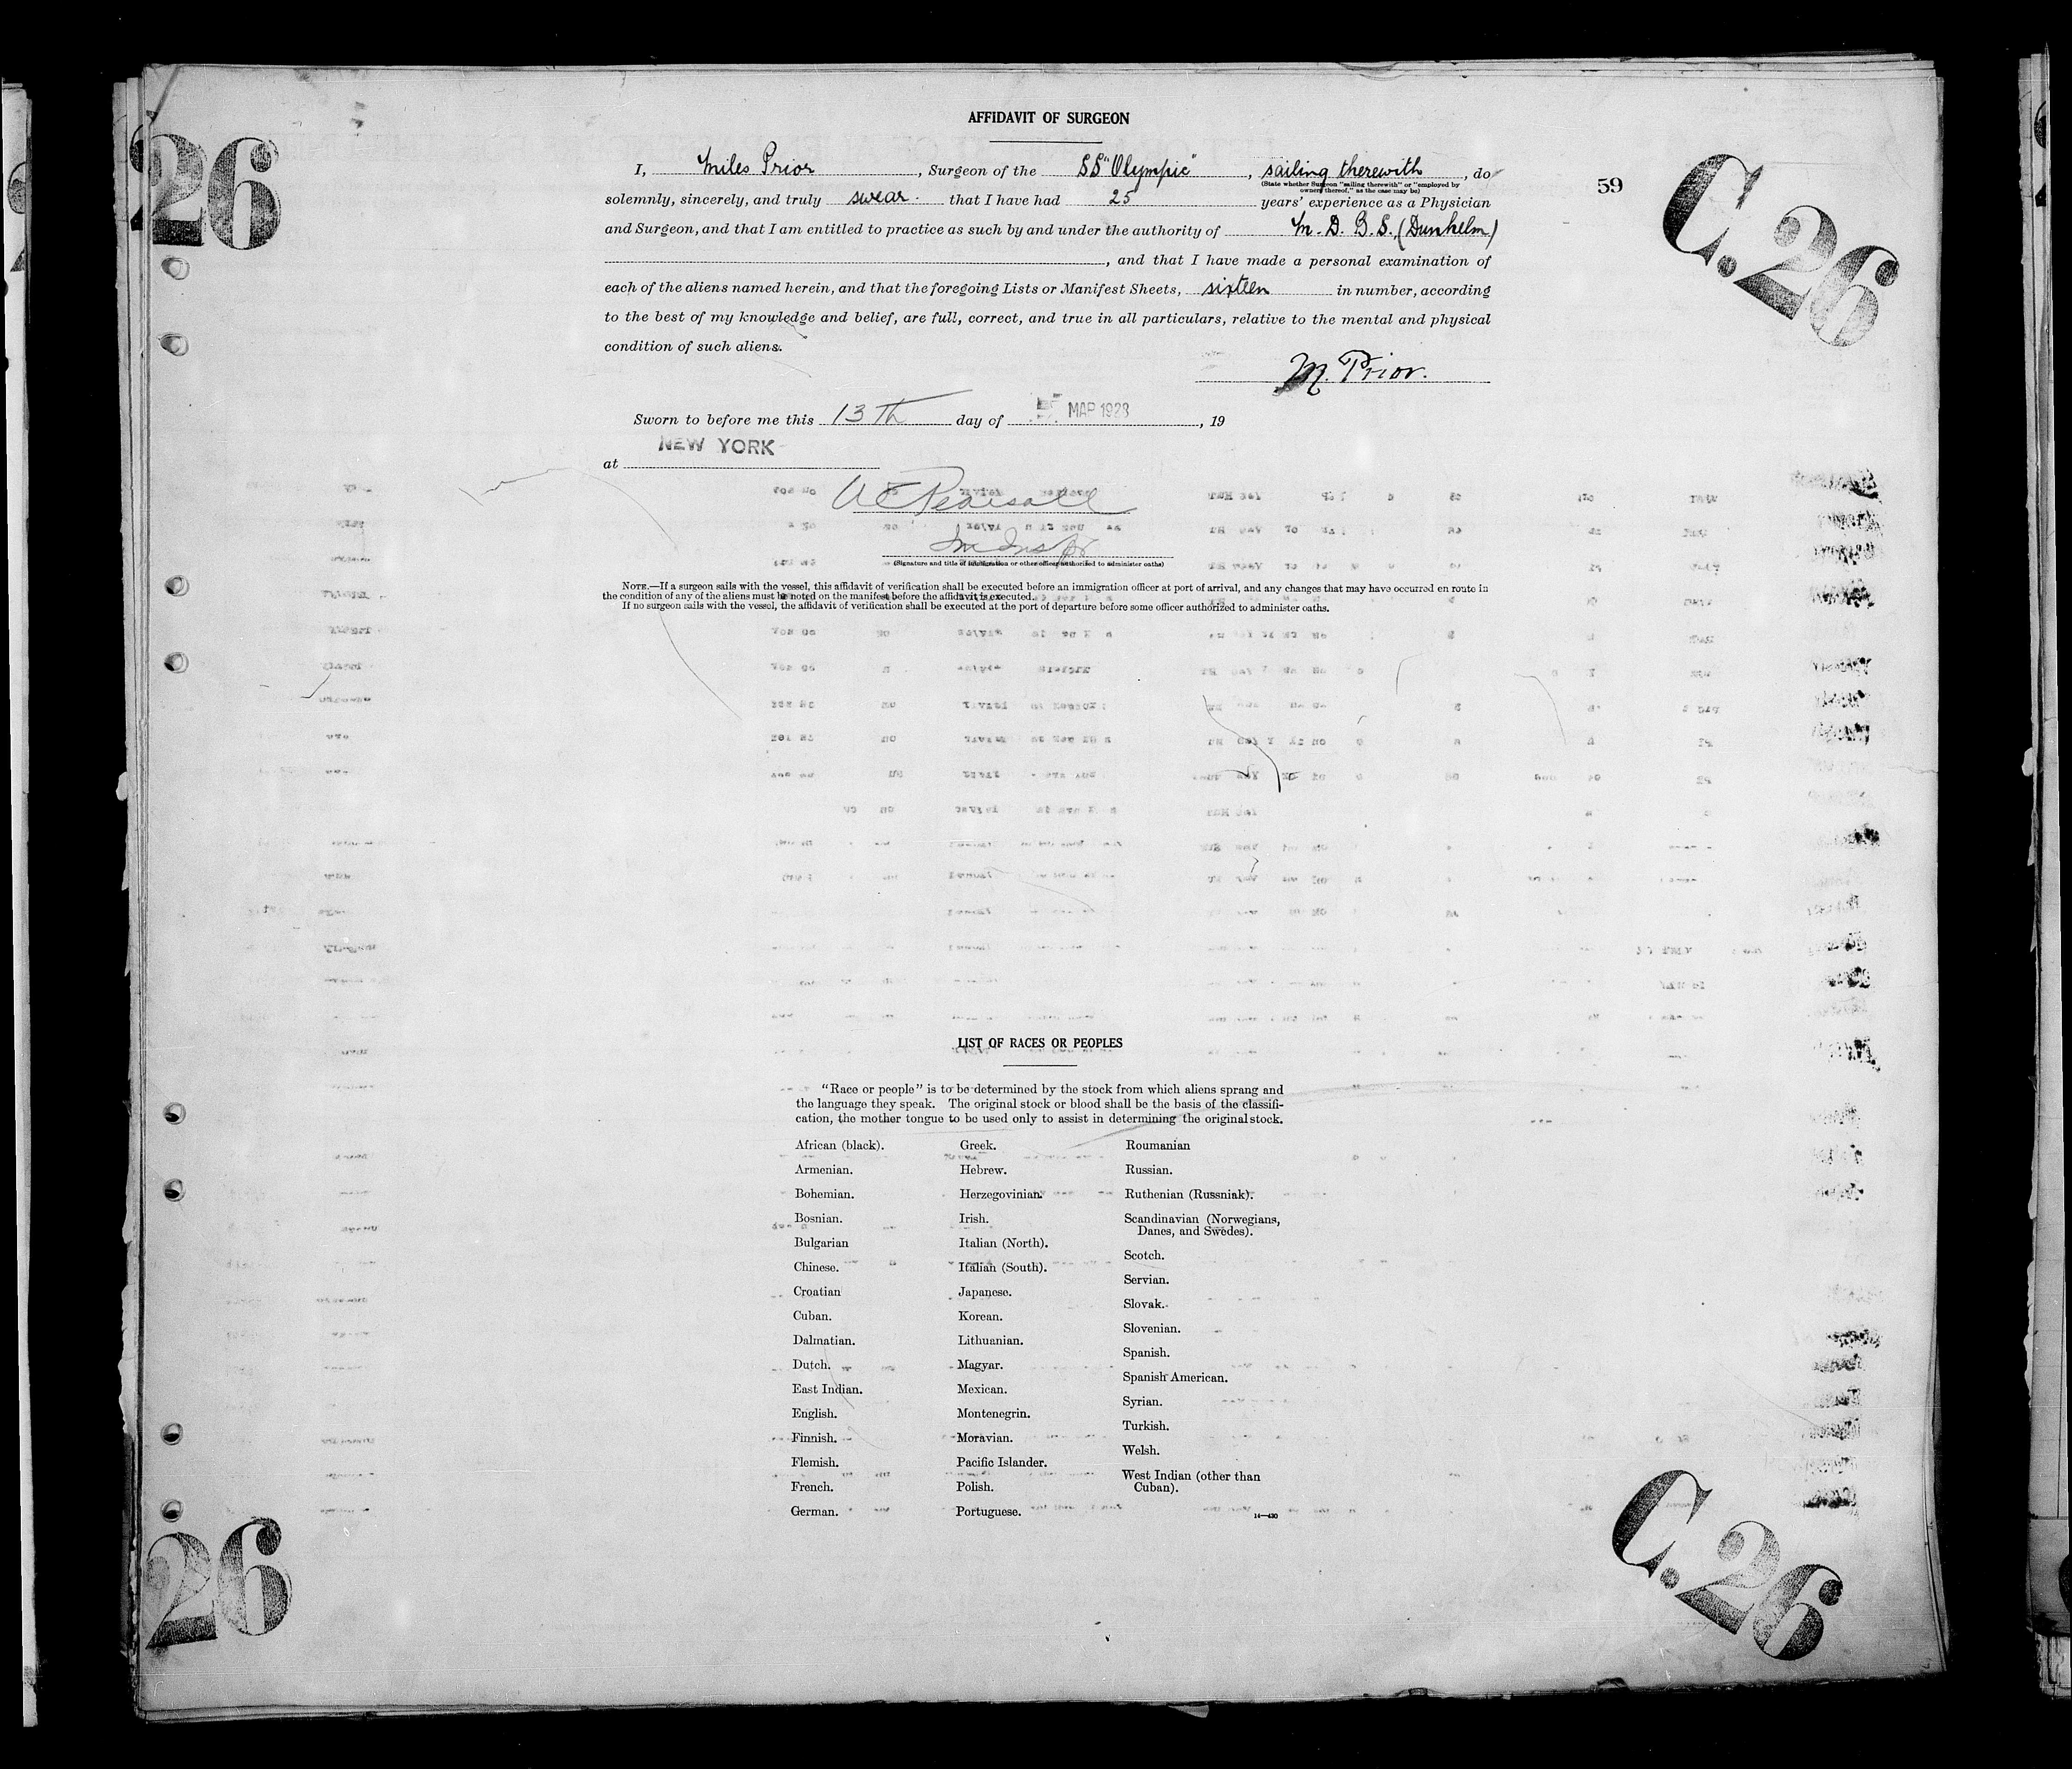 AFFIDAVIT OF SURGEON
26
C.26
59
I, Miles Prior, Surgeon of the SS "Olympic", sailing therewith, do
(State whether Surgeon "sailing therewith" or "employed by
owners thereof," as the case may be)
solemnly, sincerely, and truly swear. that I have had 25 years' experience as a Physician
and Surgeon, and that I am entitled to practice as such by and under the authority of M. D. B. S. (Dunhelm)
, and that I have made a personal examination of
each of the aliens named herein, and that the foregoing Lists or Manifest Sheets, sixteen in number, according
to the best of my knowledge and belief, are full, correct, and true in all particulars, relative to the mental and physical
condition of such aliens.
M. Prior.
Sworn to before me this 13th day of MAR 1923, 19
NEW YORK
at
(Signature and title of immigration or other officer authorized to administer oaths)
NOTE.—If a surgeon sails with the vessel, this affidavit of verification shall be executed before an immigration officer at port of arrival, and any changes that may have occurred en route in
the condition of any of the aliens must be noted on the manifest before the affidavit is executed.
If no surgeon sails with the vessel, the affidavit of verification shall be executed at the port of departure before some officer authorized to administer oaths.
LIST OF RACES OR PEOPLES
"Race or people" is to be determined by the stock from which aliens sprang and
the language they speak. The original stock or blood shall be the basis of the classifi-
cation, the mother tongue to be used only to assist in determining the original stock.
African (black).
Armenian.
Bohemian.
Bosnian.
Bulgarian
Chinese.
Croatian
Cuban.
Dalmatian.
Dutch.
East Indian.
English.
Finnish.
Flemish.
French.
German.
Greek.
Hebrew.
Herzegovinian.
Irish.
Italian (North).
Italian (South).
Japanese.
Korean.
Lithuanian.
Magyar.
Mexican.
Montenegrin.
Moravian.
Pacific Islander.
Polish.
Portuguese.
Roumanian
Russian.
Ruthenian (Russniak).
Scandinavian (Norwegians,
Danes, and Swedes).
Scotch.
Servian.
Slovak.
Slovenian.
Spanish.
Spanish American.
Syrian.
Turkish.
Welsh.
West Indian (other than
Cuban).
14—430
26
C.26